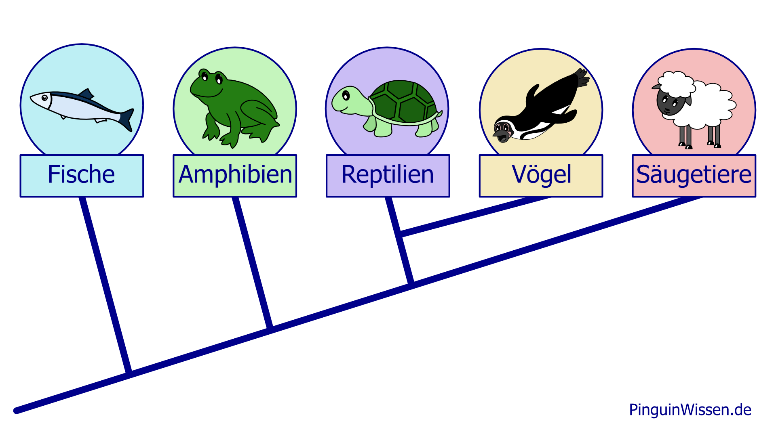 Fische
Amphibien
Reptilien
Vögel
Säugetiere
PinguinWissen.de